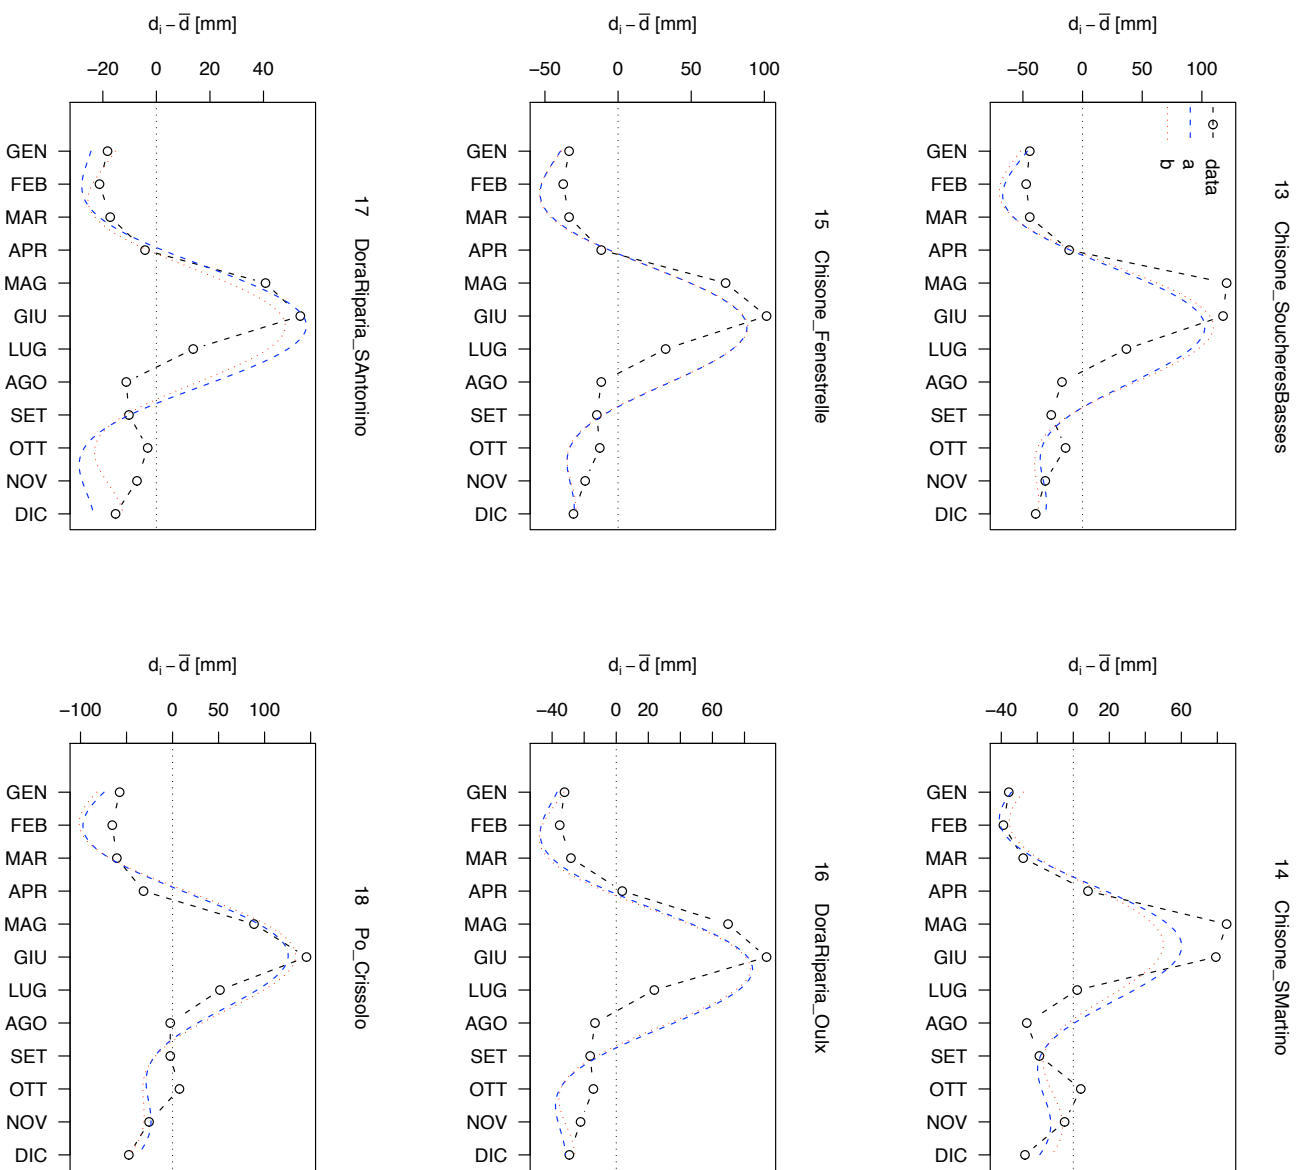 13 Chisone_SoucheresBasses
d_i − d̅ [mm]
−50 0 50 100
data
a
b
GEN
FEB
MAR
APR
MAG
GIU
LUG
AGO
SET
OTT
NOV
DIC
14 Chisone_SMartino
d_i − d̅ [mm]
−40 0 20 60
GEN
FEB
MAR
APR
MAG
GIU
LUG
AGO
SET
OTT
NOV
DIC
15 Chisone_Fenestrelle
d_i − d̅ [mm]
−50 0 50 100
GEN
FEB
MAR
APR
MAG
GIU
LUG
AGO
SET
OTT
NOV
DIC
16 DoraRiparia_Oulx
d_i − d̅ [mm]
−40 0 20 60
GEN
FEB
MAR
APR
MAG
GIU
LUG
AGO
SET
OTT
NOV
DIC
17 DoraRiparia_SAntonino
d_i − d̅ [mm]
−20 0 20 40
GEN
FEB
MAR
APR
MAG
GIU
LUG
AGO
SET
OTT
NOV
DIC
18 Po_Crissolo
d_i − d̅ [mm]
−100 0 50 100
GEN
FEB
MAR
APR
MAG
GIU
LUG
AGO
SET
OTT
NOV
DIC